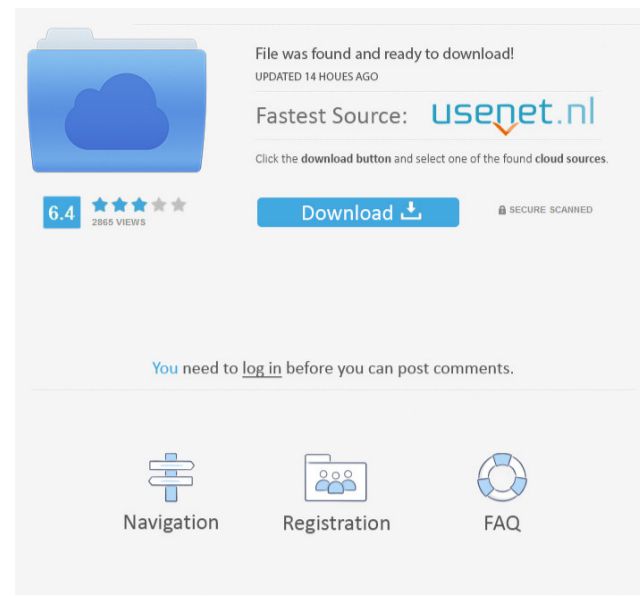 File was found and ready to download!
UPDATED 14 HOUES AGO
Fastest Source: usenet.nl
Click the download button and select one of the found cloud sources.
6.4
2865 VIEWS
Download
SECURE SCANNED
You need to log in before you can post comments.
Navigation
Registration
FAQ